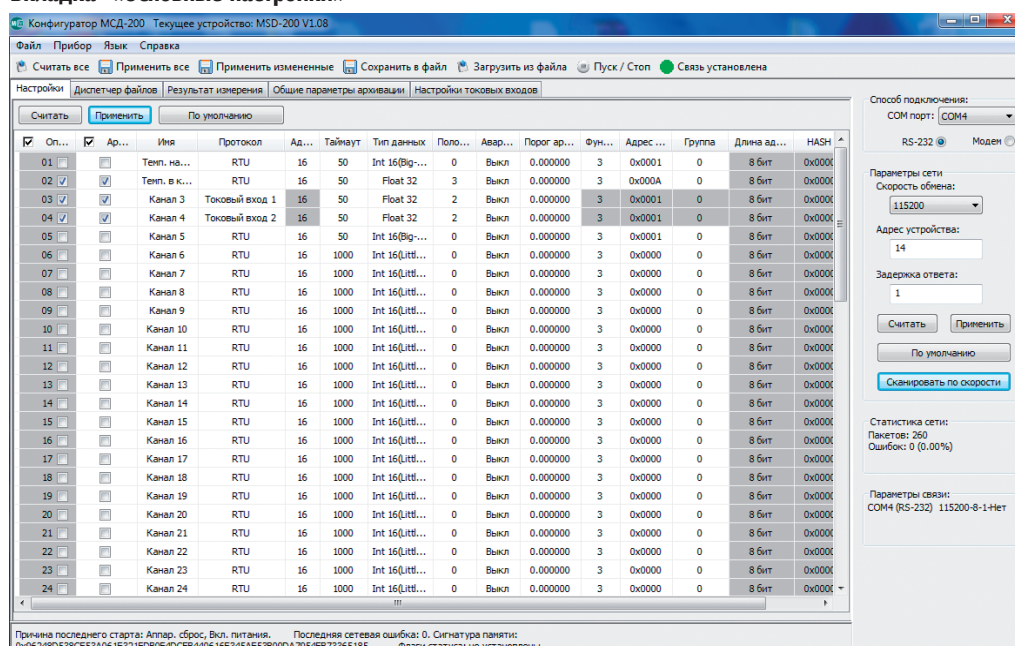 Конфигуратор МСД-200 Текущее устройство: MSD-200 V1.08
Файл Прибор Язык Справка
Считать все Применить все Применить измененные Сохранить в файл Загрузить из файла Пуск / Стоп Связь установлена
Настройки Диспетчер файлов Результат измерения Общие параметры архивации Настройки токовых входов
Считать Применить По умолчанию
Оп... Ар... Имя Протокол Ад... Таймаут Тип данных Поло... Авар... Порог ар... Фун... Адрес ... Группа Длина ад... HASH
01 Темп. на... RTU 16 50 Int 16(Big-... 0 Выкл 0.000000 3 0x0001 0 8 бит 0x0000
02 Темп. в к... RTU 16 50 Float 32 3 Выкл 0.000000 3 0x000A 0 8 бит 0x0000
03 Канал 3 Токовый вход 1 16 50 Float 32 2 Выкл 0.000000 3 0x0001 0 8 бит 0x0000
04 Канал 4 Токовый вход 2 16 50 Float 32 2 Выкл 0.000000 3 0x0001 0 8 бит 0x0000
05 Канал 5 RTU 16 50 Int 16(Big-... 0 Выкл 0.000000 3 0x0001 0 8 бит 0x0000
06 Канал 6 RTU 16 1000 Int 16(Littl... 0 Выкл 0.000000 3 0x0000 0 8 бит 0x0000
07 Канал 7 RTU 16 1000 Int 16(Littl... 0 Выкл 0.000000 3 0x0000 0 8 бит 0x0000
08 Канал 8 RTU 16 1000 Int 16(Littl... 0 Выкл 0.000000 3 0x0000 0 8 бит 0x0000
09 Канал 9 RTU 16 1000 Int 16(Littl... 0 Выкл 0.000000 3 0x0000 0 8 бит 0x0000
10 Канал 10 RTU 16 1000 Int 16(Littl... 0 Выкл 0.000000 3 0x0000 0 8 бит 0x0000
11 Канал 11 RTU 16 1000 Int 16(Littl... 0 Выкл 0.000000 3 0x0000 0 8 бит 0x0000
12 Канал 12 RTU 16 1000 Int 16(Littl... 0 Выкл 0.000000 3 0x0000 0 8 бит 0x0000
13 Канал 13 RTU 16 1000 Int 16(Littl... 0 Выкл 0.000000 3 0x0000 0 8 бит 0x0000
14 Канал 14 RTU 16 1000 Int 16(Littl... 0 Выкл 0.000000 3 0x0000 0 8 бит 0x0000
15 Канал 15 RTU 16 1000 Int 16(Littl... 0 Выкл 0.000000 3 0x0000 0 8 бит 0x0000
16 Канал 16 RTU 16 1000 Int 16(Littl... 0 Выкл 0.000000 3 0x0000 0 8 бит 0x0000
17 Канал 17 RTU 16 1000 Int 16(Littl... 0 Выкл 0.000000 3 0x0000 0 8 бит 0x0000
18 Канал 18 RTU 16 1000 Int 16(Littl... 0 Выкл 0.000000 3 0x0000 0 8 бит 0x0000
19 Канал 19 RTU 16 1000 Int 16(Littl... 0 Выкл 0.000000 3 0x0000 0 8 бит 0x0000
20 Канал 20 RTU 16 1000 Int 16(Littl... 0 Выкл 0.000000 3 0x0000 0 8 бит 0x0000
21 Канал 21 RTU 16 1000 Int 16(Littl... 0 Выкл 0.000000 3 0x0000 0 8 бит 0x0000
22 Канал 22 RTU 16 1000 Int 16(Littl... 0 Выкл 0.000000 3 0x0000 0 8 бит 0x0000
23 Канал 23 RTU 16 1000 Int 16(Littl... 0 Выкл 0.000000 3 0x0000 0 8 бит 0x0000
24 Канал 24 RTU 16 1000 Int 16(Littl... 0 Выкл 0.000000 3 0x0000 0 8 бит 0x0000
Причина последнего старта: Аппар. сброс, Вкл. питания. Последняя сетевая ошибка: 0. Сигнатура памяти:
Способ подключения:
COM порт: COM4
RS-232 Модем
Параметры сети
Скорость обмена:
115200
Адрес устройства:
14
Задержка ответа:
1
Считать Применить
По умолчанию
Сканировать по скорости
Статистика сети:
Пакетов: 260
Ошибок: 0 (0.00%)
Параметры связи:
COM4 (RS-232) 115200-8-1-Нет